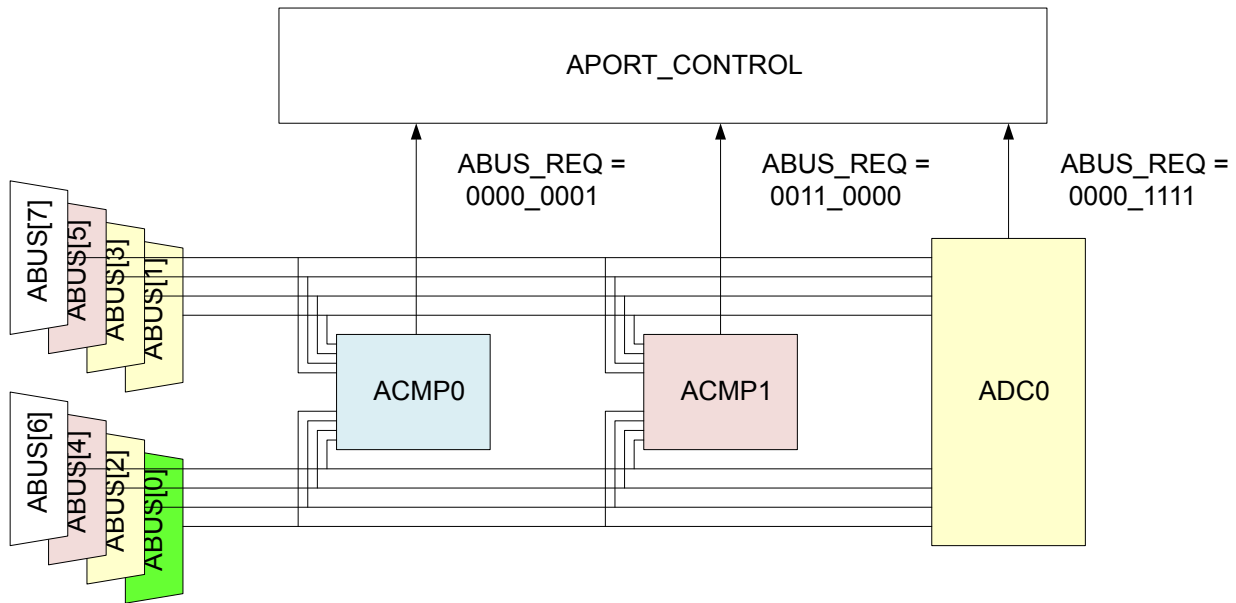 APORT_CONTROL
ABUS_REQ =
0000_0001
ABUS_REQ =
0011_0000
ABUS_REQ =
0000_1111
ABUS[7]
ABUS[5]
ABUS[3]
ABUS[1]
ACMP0
ACMP1
ADC0
ABUS[6]
ABUS[4]
ABUS[2]
ABUS[0]